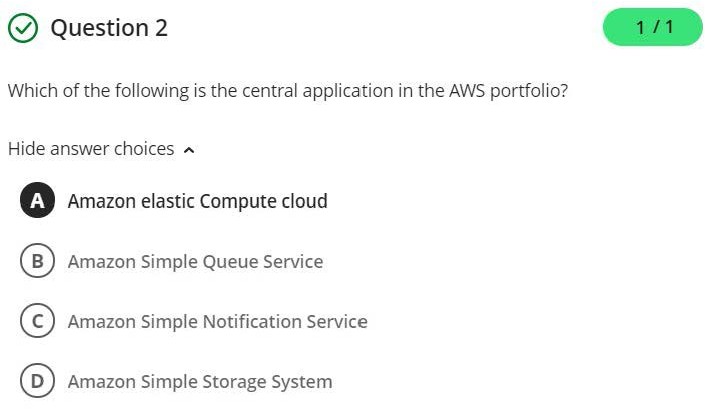 Question 2
1 / 1
Which of the following is the central application in the AWS portfolio?
Hide answer choices
A Amazon elastic Compute cloud
B Amazon Simple Queue Service
C Amazon Simple Notification Service
D Amazon Simple Storage System